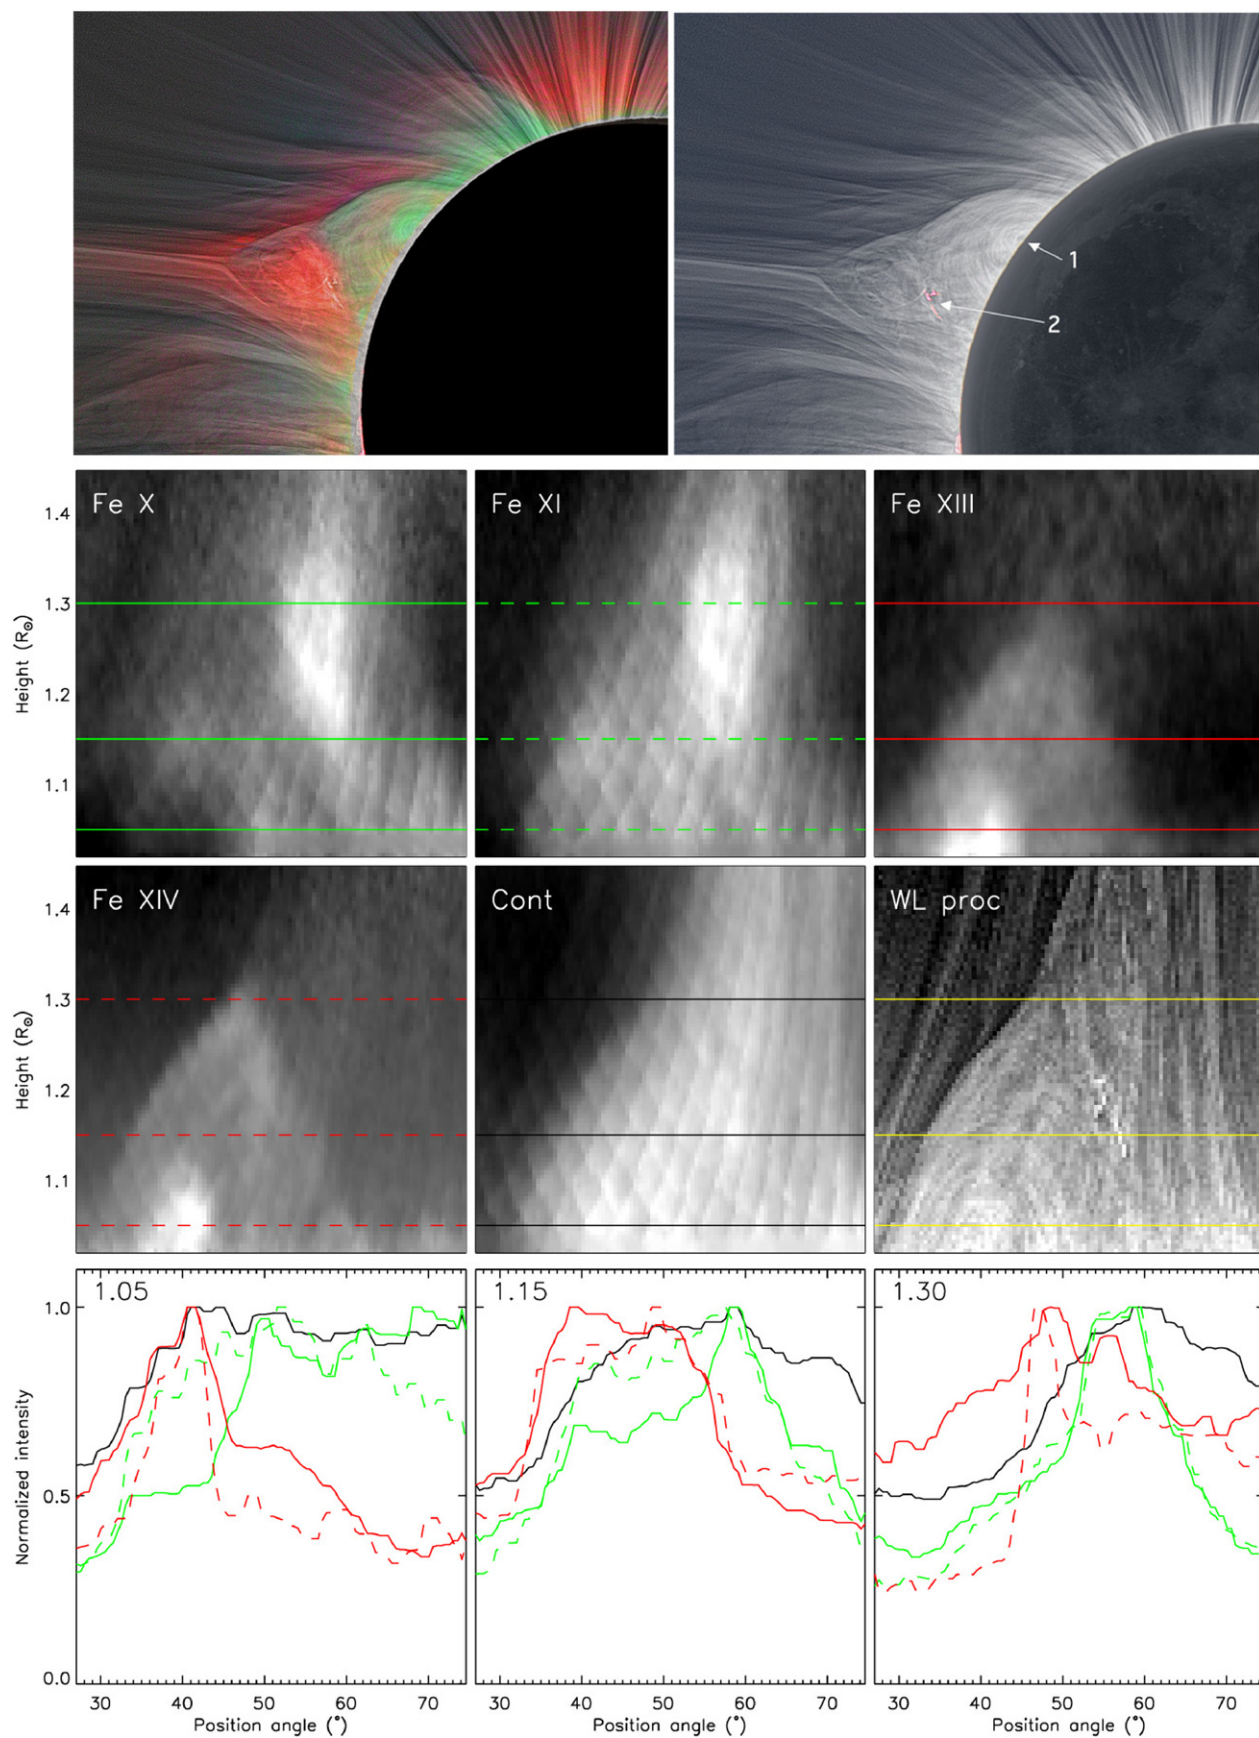 1
2
Fe X
Fe XI
Fe XIII
1.4
1.3
1.2
1.1
Height (R⊙)
Fe XIV
Cont
WL proc
1.4
1.3
1.2
1.1
Height (R⊙)
1.05
1.15
1.30
1.0
0.5
0.0
Normalized intensity
30 40 50 60 70
30 40 50 60 70
30 40 50 60 70
Position angle (°)
Position angle (°)
Position angle (°)